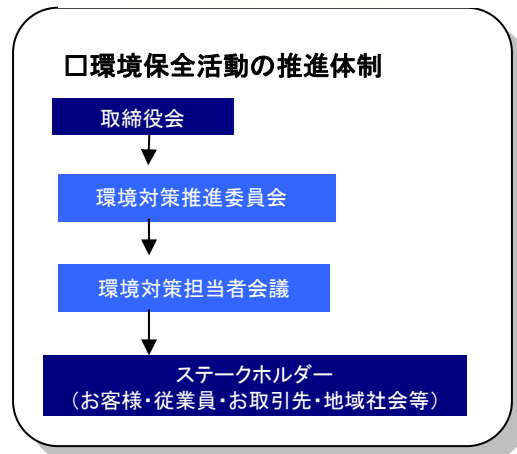 □環境保全活動の推進体制
取締役会
環境対策推進委員会
環境対策担当者会議
ステークホルダー
（お客様・従業員・お取引先・地域社会等）